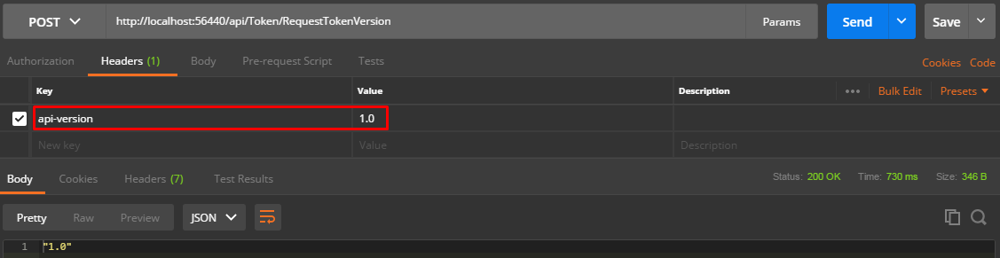 POST http://localhost:56440/api/Token/RequestTokenVersion Params Send Save
Authorization Headers (1) Body Pre-request Script Tests Cookies Code
Key Value Description ••• Bulk Edit Presets
api-version 1.0
New key Value Description
Body Cookies Headers (7) Test Results Status: 200 OK Time: 730 ms Size: 346 B
Pretty Raw Preview JSON
1 "1.0"